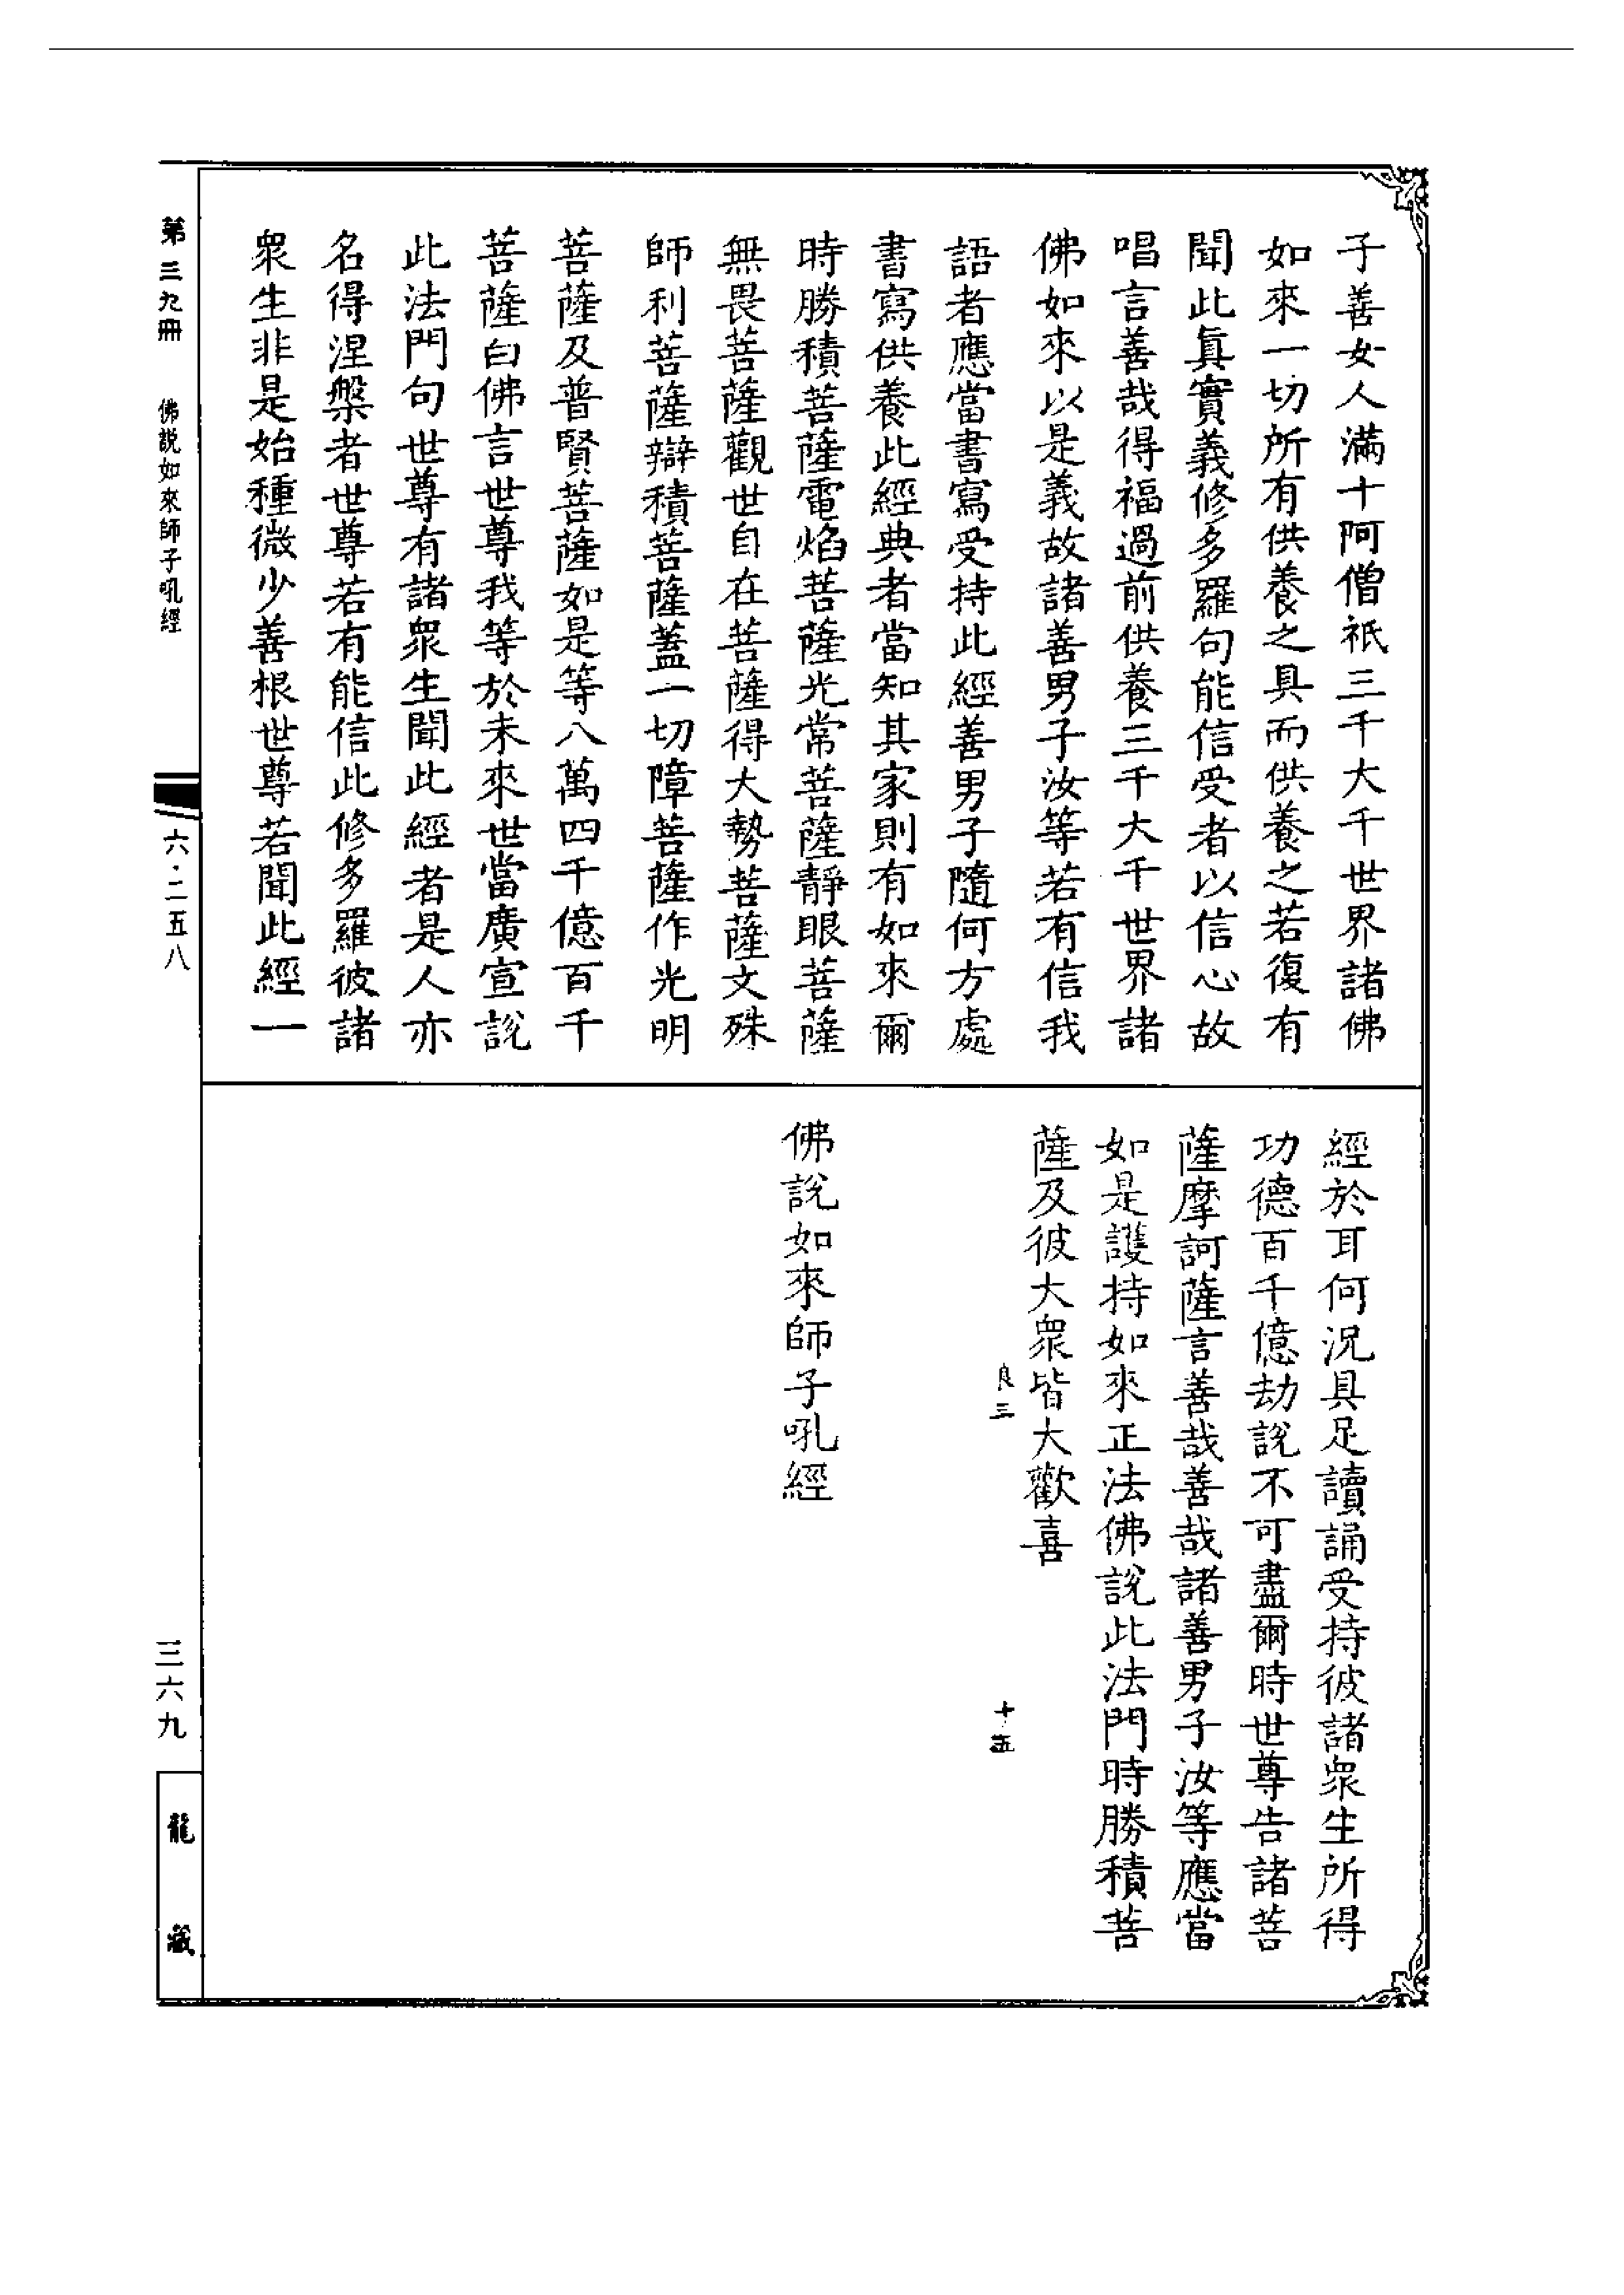 子善女人滿十阿僧祇三千大千世界諸佛
如來一切所有供養之具而供養之若復有
聞此真實義修多羅句能信受者以信心故
唱言善哉得福過前供養三千大千世界諸
佛如來以是義故諸善男子汝等若有信我
語者應當書寫受持此經善男子隨何方處
書寫供養此經典者當知其家則有如來爾
時勝積菩薩電焰菩薩光常菩薩靜眼菩薩
無畏菩薩觀世自在菩薩得大勢菩薩文殊
師利菩薩辯積菩薩蓋一切障菩薩作光明
菩薩及普賢菩薩如是等八萬四千億百千
菩薩白佛言世尊我等於未來世當廣宣說
此法門句世尊有諸衆生聞此經者是人亦
名得涅槃者世尊若有能信此修多羅彼諸
衆生非是始種微少善根世尊若聞此經一
經於耳何況具足讀誦受持彼諸衆生所得
功德百千億劫說不可盡爾時世尊告諸菩
薩摩訶薩言善哉善哉諸善男子汝等應當
如是護持如來正法佛說此法門時勝積菩
薩及彼大衆皆大歡喜
良三 十五
佛說如來師子吼經
第三九冊 佛說如來師子吼經
六·二五八
三六九
龍藏